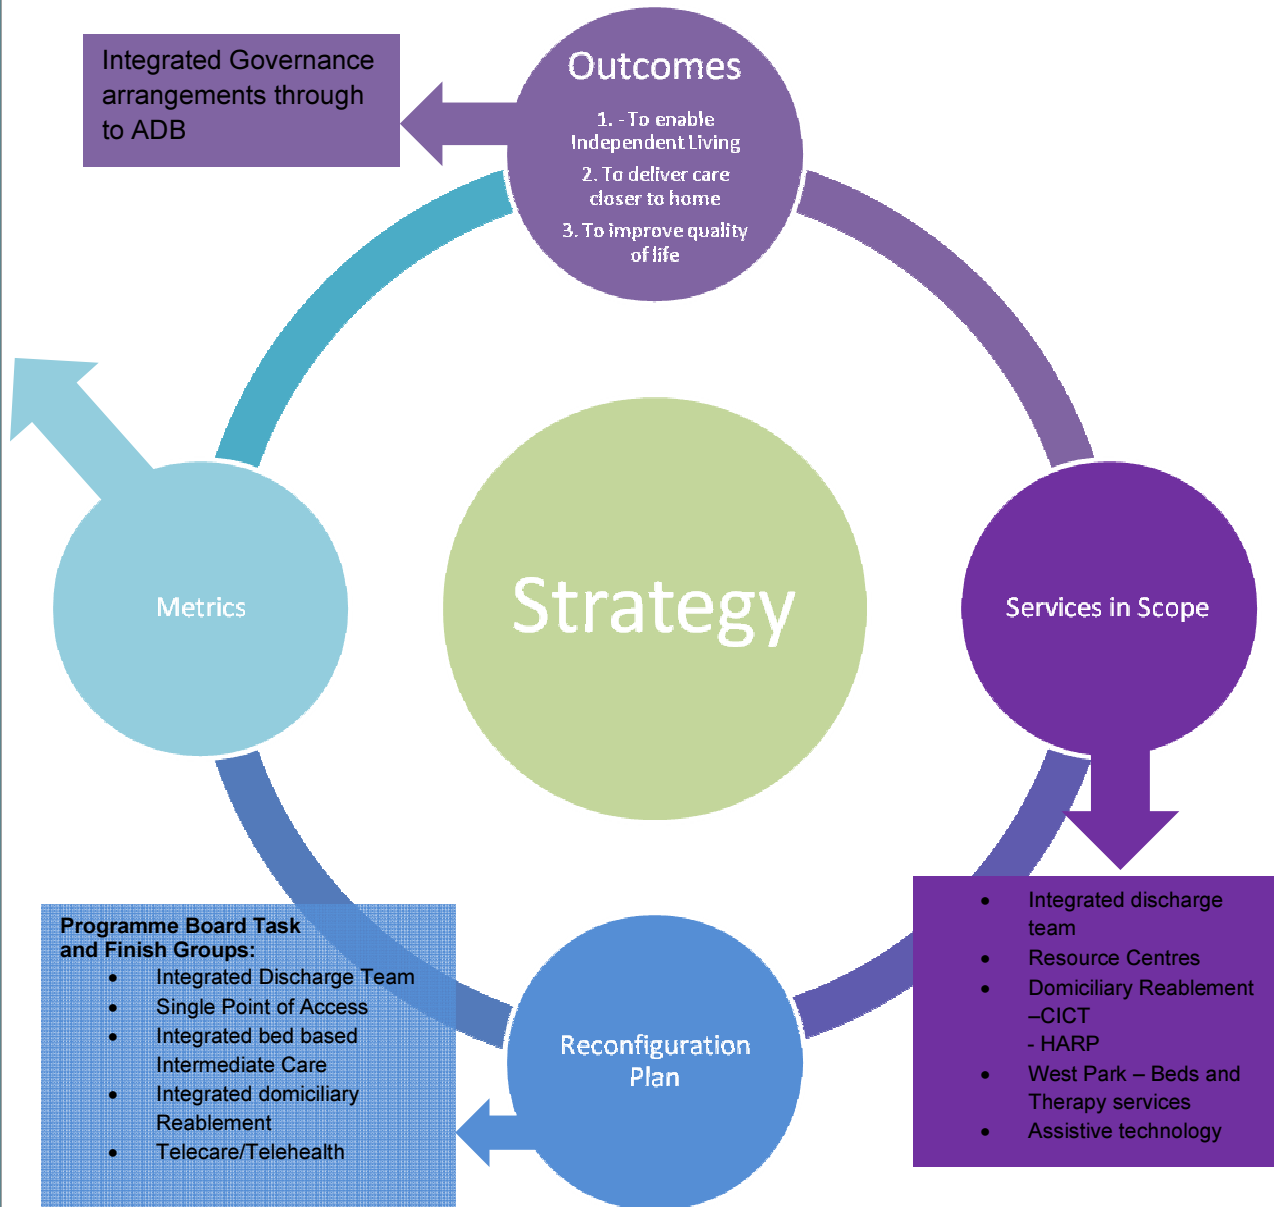 Integrated Governance
arrangements through
to ADB
Outcomes
1. - To enable
Independent Living
2. To deliver care
closer to home
3. To improve quality
of life
Metrics
Strategy
Services in Scope
Reconfiguration
Plan
Programme Board Task
and Finish Groups:
• Integrated Discharge Team
• Single Point of Access
• Integrated bed based
Intermediate Care
• Integrated domiciliary
Reablement
• Telecare/Telehealth
• Integrated discharge
team
• Resource Centres
• Domiciliary Reablement
–CICT
- HARP
• West Park – Beds and
Therapy services
• Assistive technology